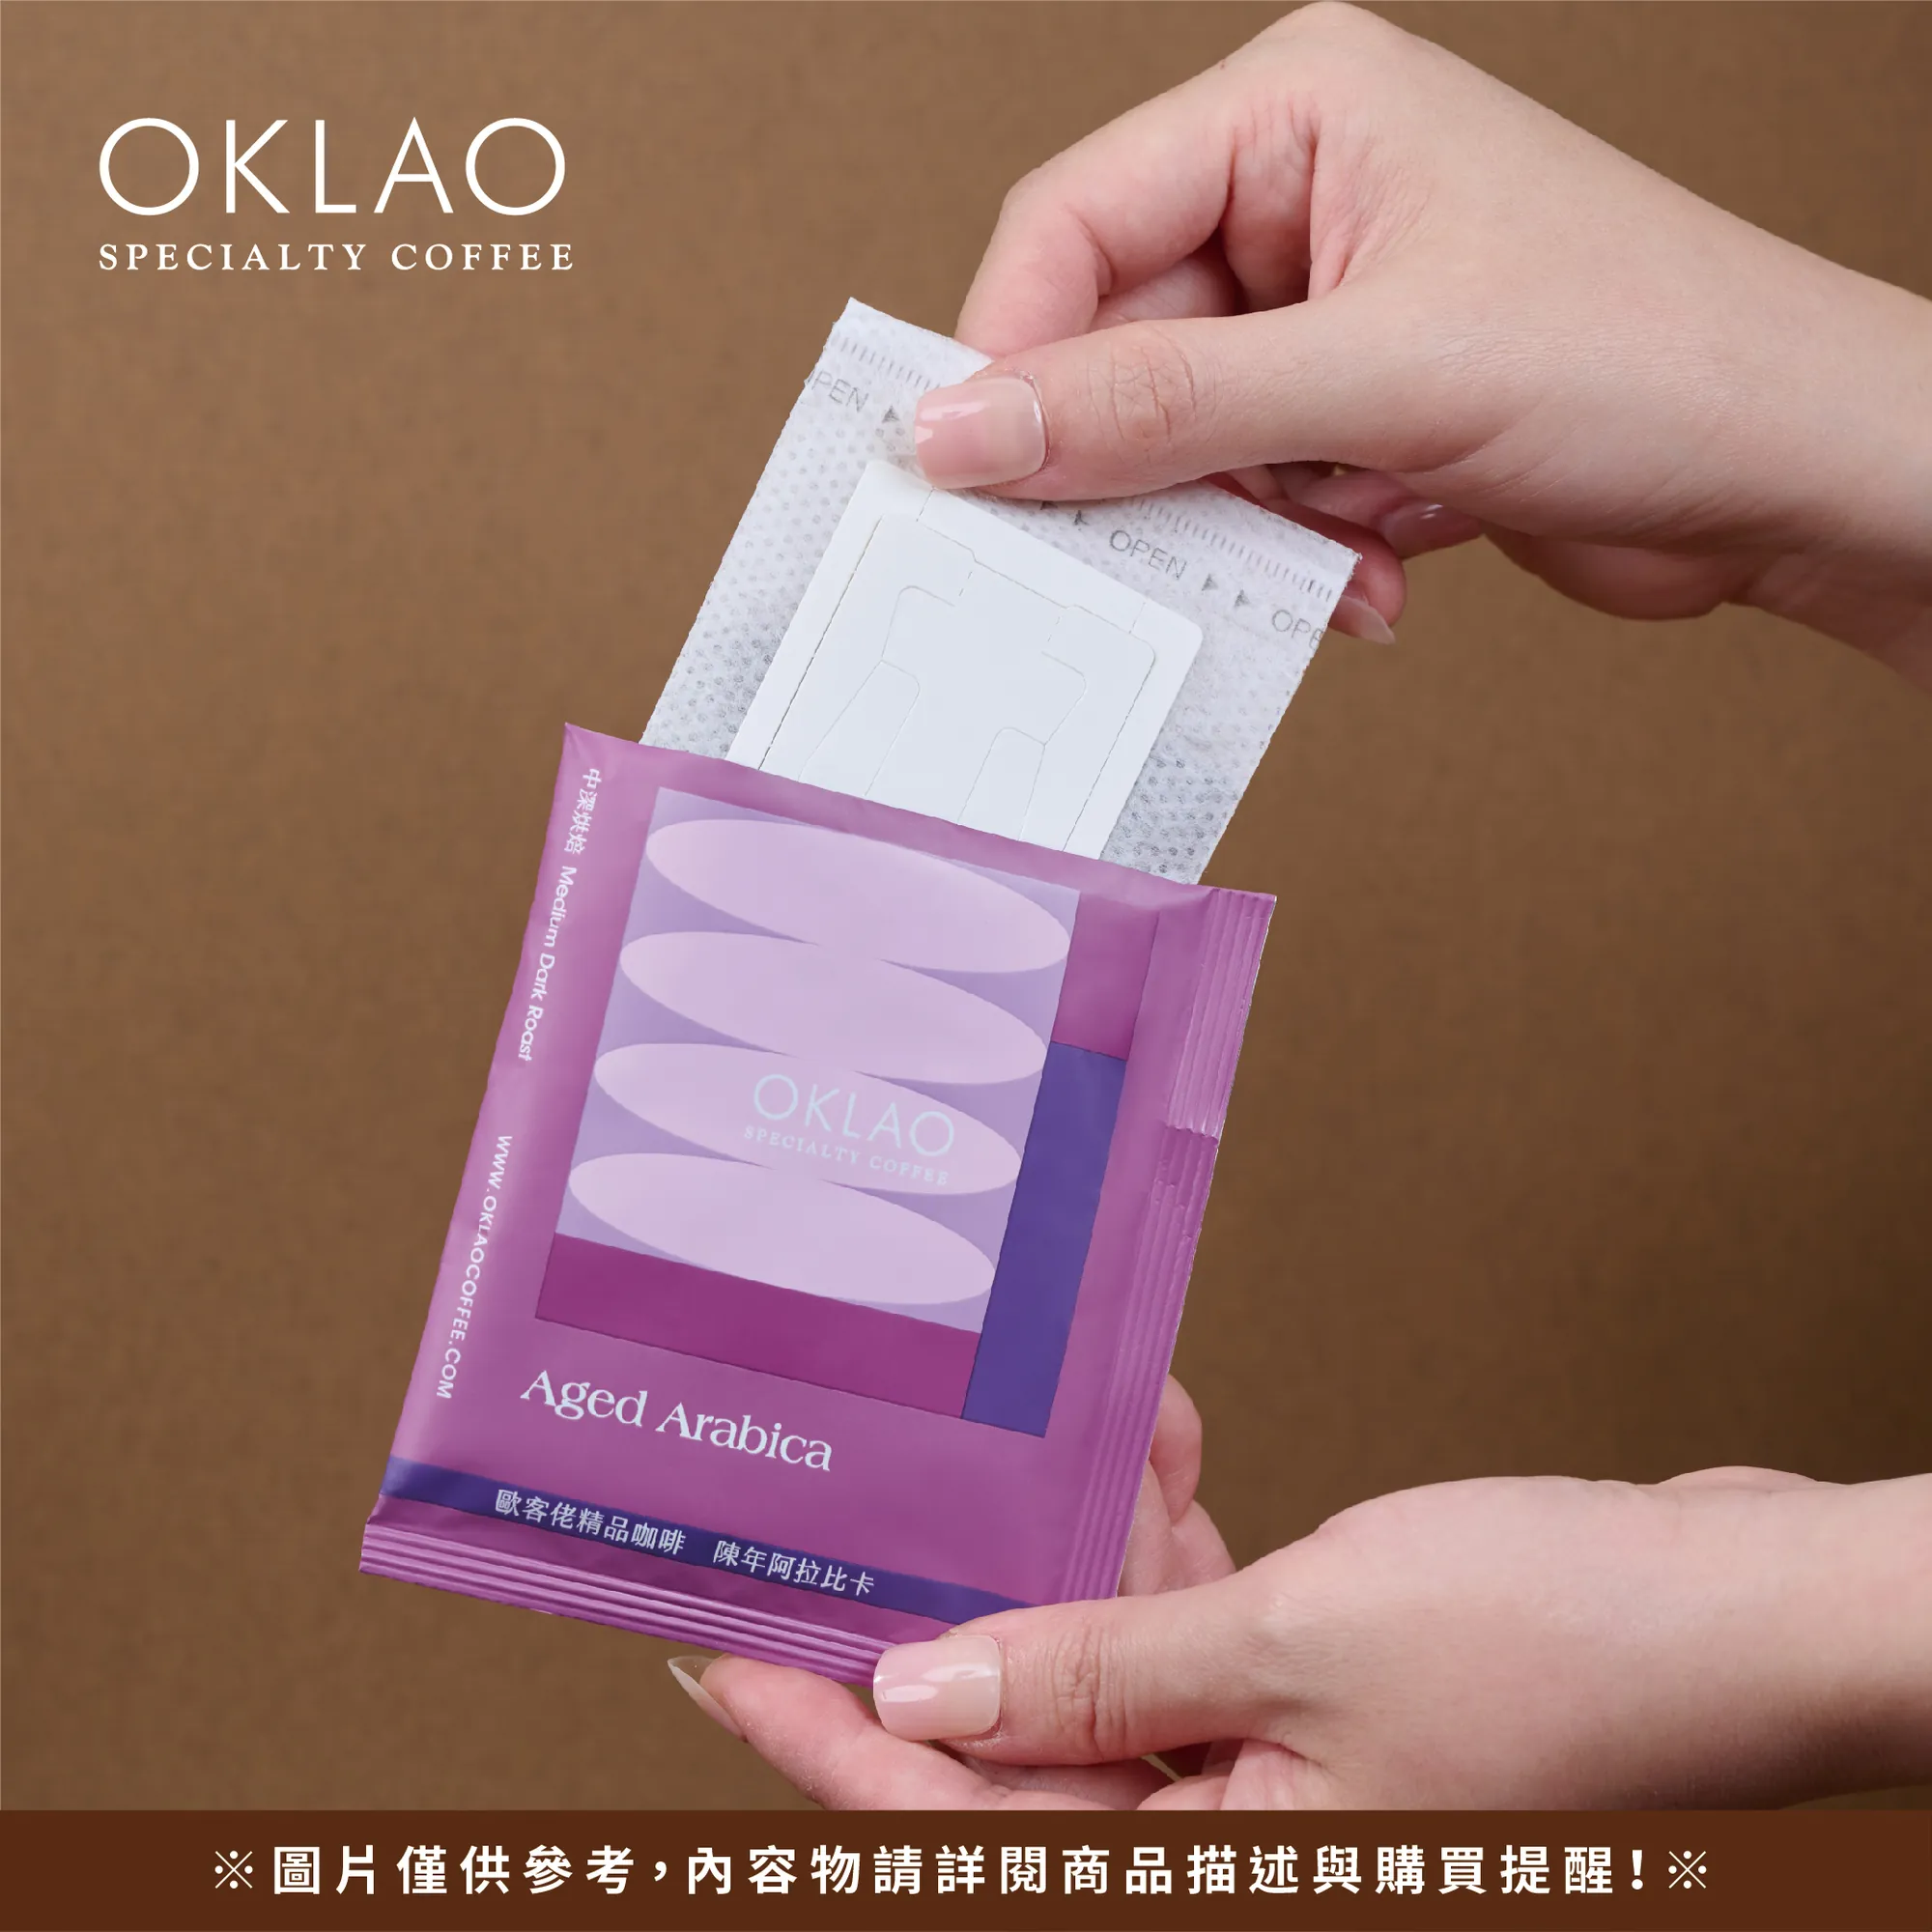 OKLAO
SPECIALTY COFFEE
OPEN
OPEN
中深烘焙 Medium Dark Roast
WWW.OKLAOCOFFEE.COM
OKLAO
SPECIALTY COFFEE
Aged Arabica
歐客佬精品咖啡 陳年阿拉比卡
※圖片僅供參考，內容物請詳閱商品描述與購買提醒！※